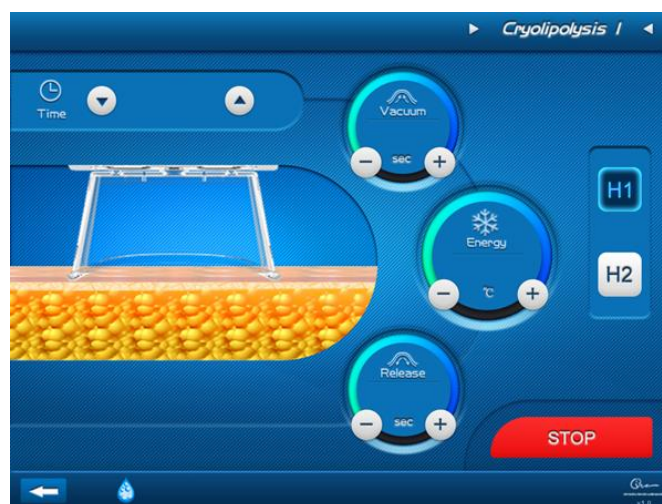 Cryolipolysis I
Time
Vacuum
sec
Energy
℃
H1
H2
Release
sec
STOP